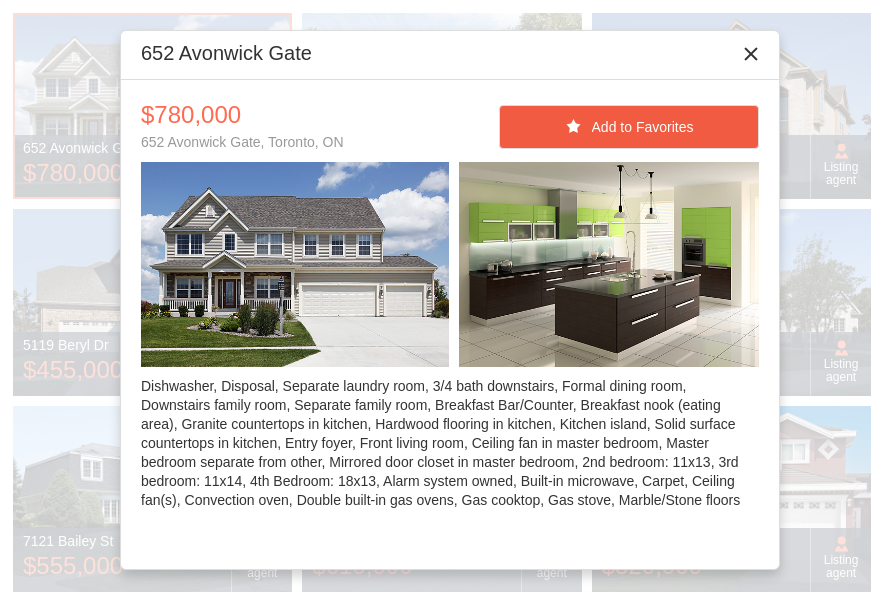 652 Avonwick Gate
$780,000
652 Avonwick Gate, Toronto, ON
Add to Favorites
Dishwasher, Disposal, Separate laundry room, 3/4 bath downstairs, Formal dining room,
Downstairs family room, Separate family room, Breakfast Bar/Counter, Breakfast nook (eating
area), Granite countertops in kitchen, Hardwood flooring in kitchen, Kitchen island, Solid surface
countertops in kitchen, Entry foyer, Front living room, Ceiling fan in master bedroom, Master
bedroom separate from other, Mirrored door closet in master bedroom, 2nd bedroom: 11x13, 3rd
bedroom: 11x14, 4th Bedroom: 18x13, Alarm system owned, Built-in microwave, Carpet, Ceiling
fan(s), Convection oven, Double built-in gas ovens, Gas cooktop, Gas stove, Marble/Stone floors
652 Avonwick G
$780,000
Listing
agent
5119 Beryl Dr
$455,000
Listing
agent
7121 Bailey St
$555,000
agent
agent
Listing
agent